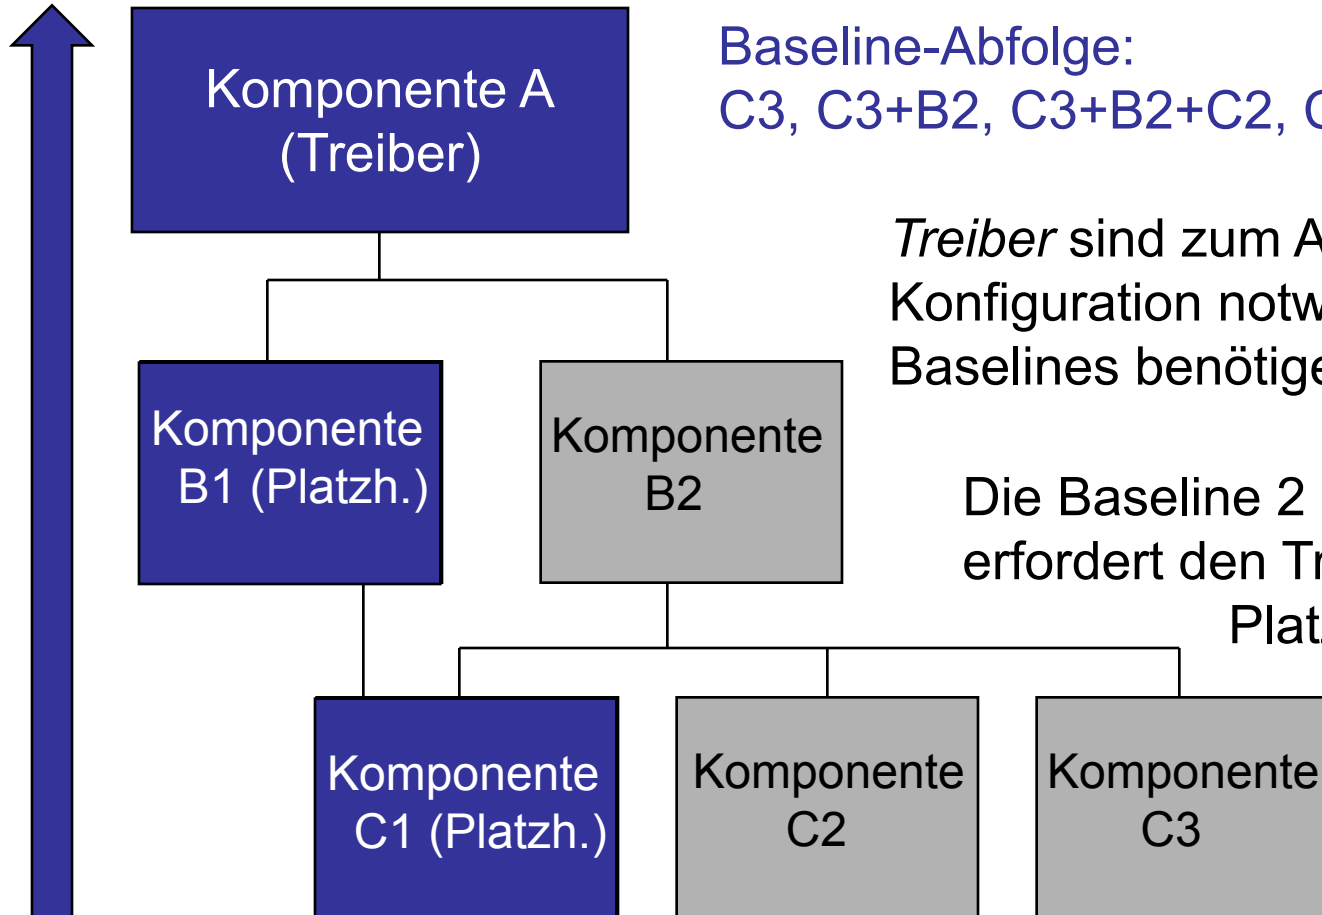 Komponente A
(Treiber)
Baseline-Abfolge:
C3, C3+B2, C3+B2+C2,
Treiber sind zum
Konfiguration
Baselines
Komponente
B1 (Platzh.)
Komponente
B2
Die Baseline 2
erfordert den
Komponente
C1 (Platzh.)
Komponente
C2
Komponente
C3